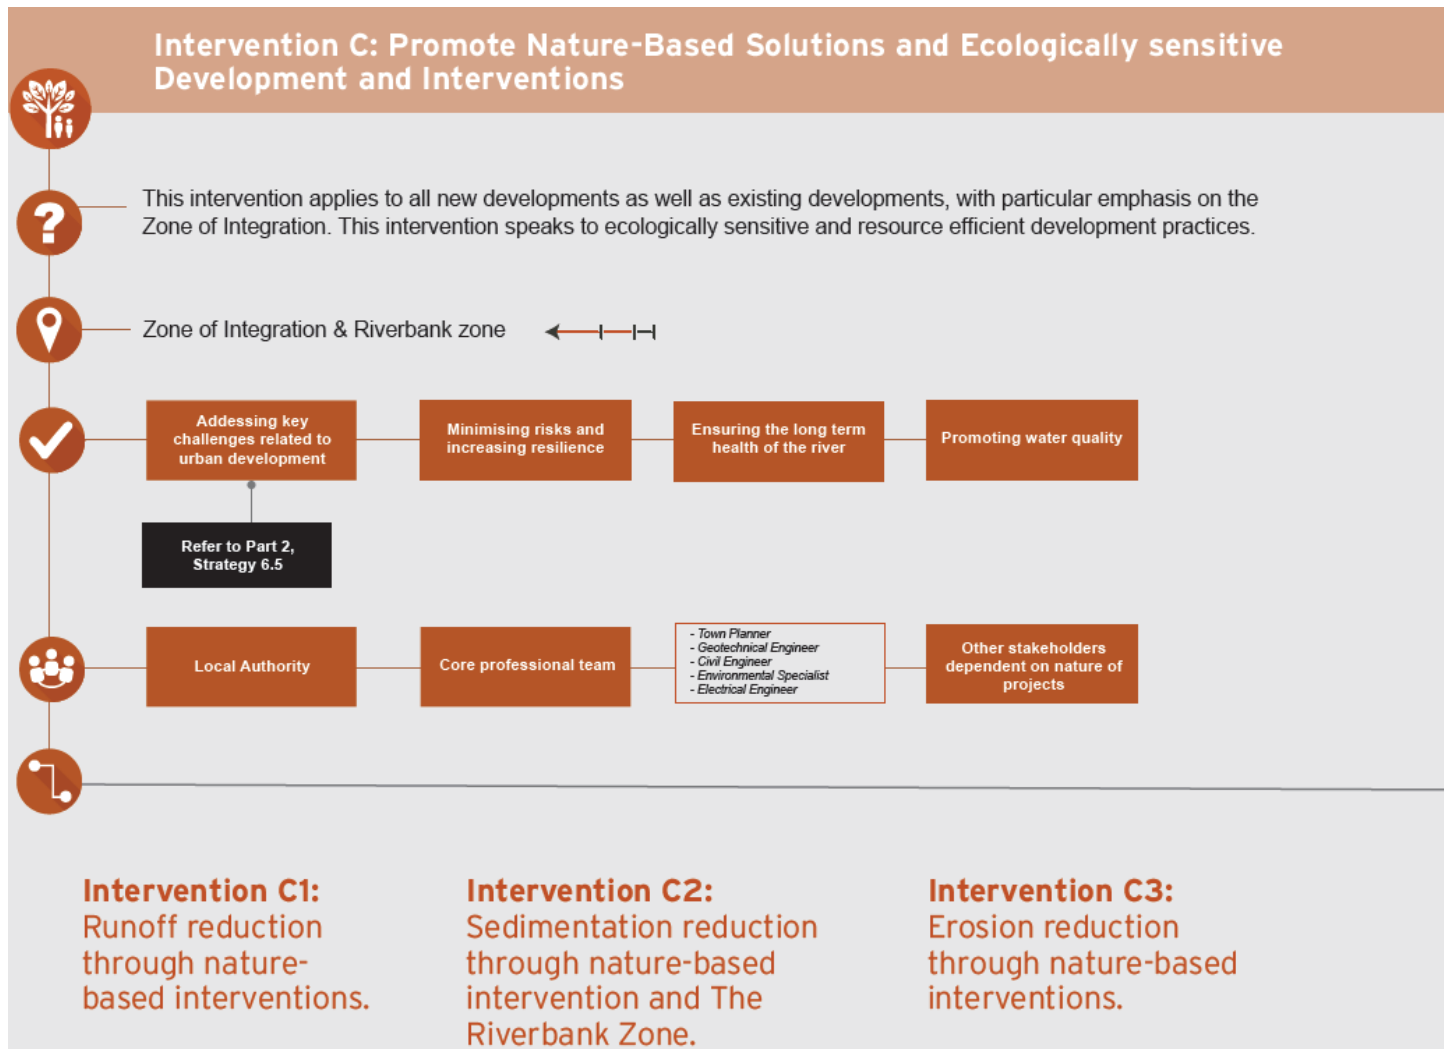 Intervention C: Promote Nature-Based Solutions and Ecologically sensitive
Development and Interventions
?
This intervention applies to all new developments as well as existing developments, with particular emphasis on the
Zone of Integration. This intervention speaks to ecologically sensitive and resource efficient development practices.
Zone of Integration & Riverbank zone
Addessing key
challenges related to
urban development
Minimising risks and
increasing resilience
Ensuring the long term
health of the river
Promoting water quality
Refer to Part 2,
Strategy 6.5
Local Authority
Core professional team
- Town Planner
- Geotechnical Engineer
- Civil Engineer
- Environmental Specialist
- Electrical Engineer
Other stakeholders
dependent on nature of
projects
Intervention C1:
Runoff reduction
through nature-
based interventions.
Intervention C2:
Sedimentation reduction
through nature-based
intervention and The
Riverbank Zone.
Intervention C3:
Erosion reduction
through nature-based
interventions.